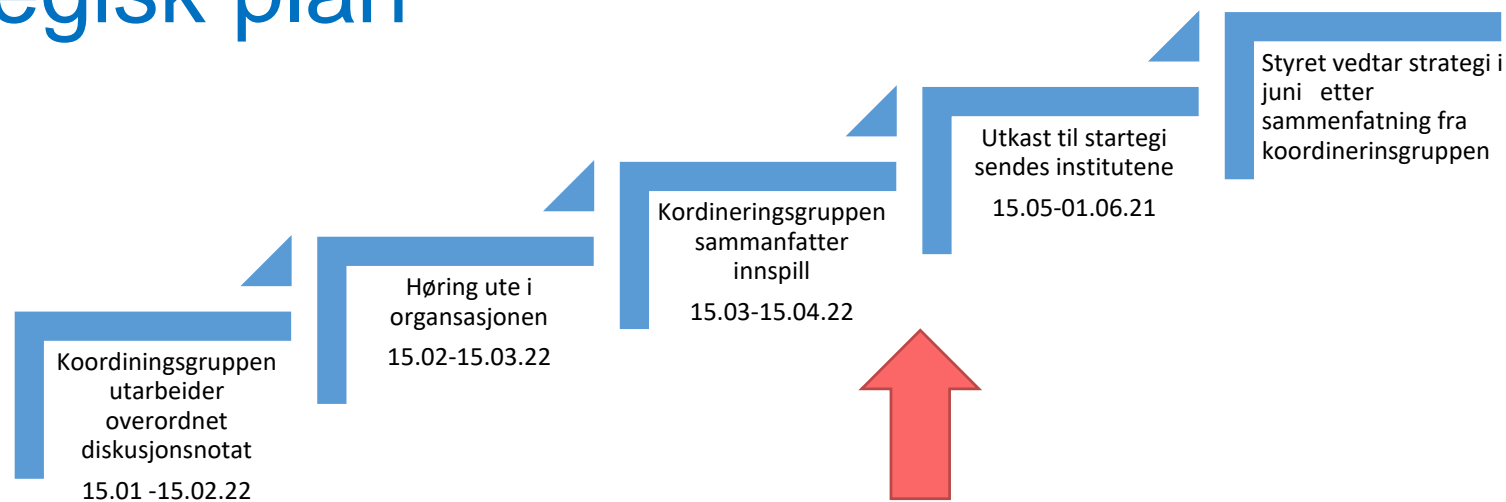 egisk plan
Koordiningsgruppen
utarbeider
overordnet
diskusjonsnotat
15.01 -15.02.22
Høring ute i
organsasjonen
15.02-15.03.22
Kordineringsgruppen
sammanfatter
innspill
15.03-15.04.22
Utkast til startegi
sendes institutene
15.05-01.06.21
Styret vedtar strategi i
juni etter
sammenfatning fra
koordinerinsgruppen